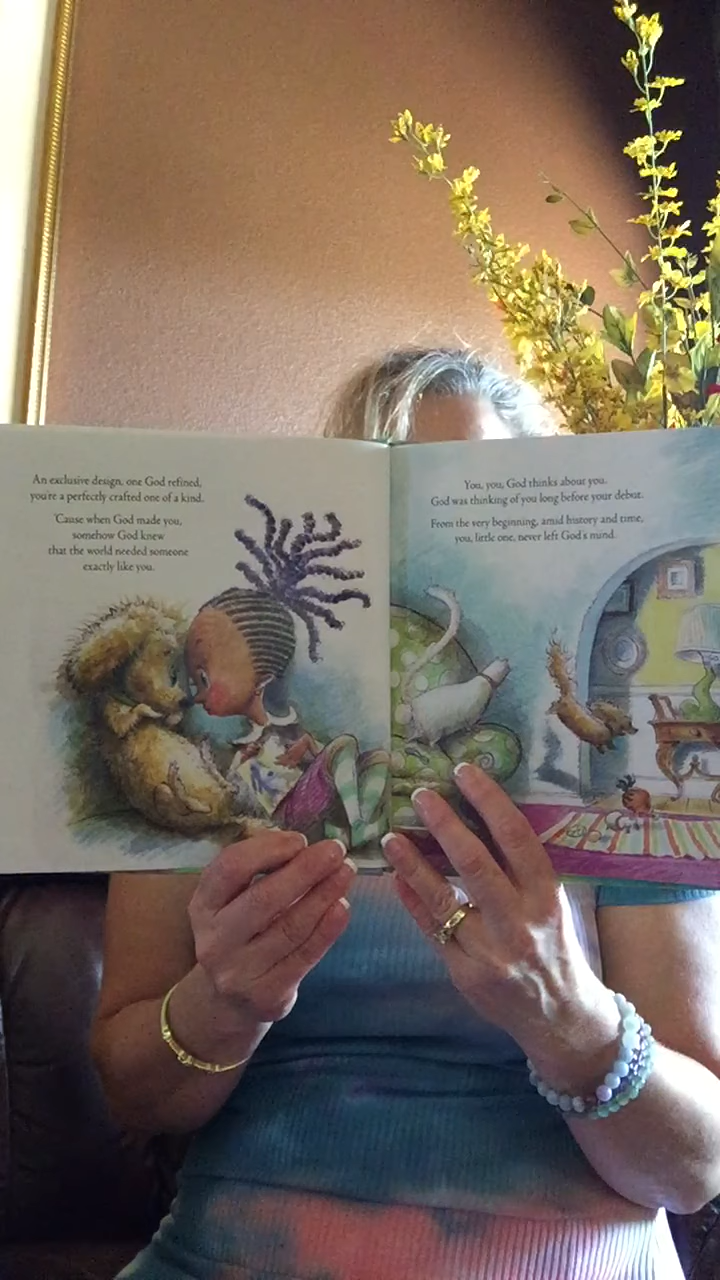 An exclusive design, one God refined,
you're a perfectly crafted one of a kind.
'Cause when God made you,
somehow God knew
that the world needed someone
exactly like you.
You, you, God thinks about you.
God was thinking of you long before your debut.
From the very beginning, amid history and time,
you, little one, never left God's mind.